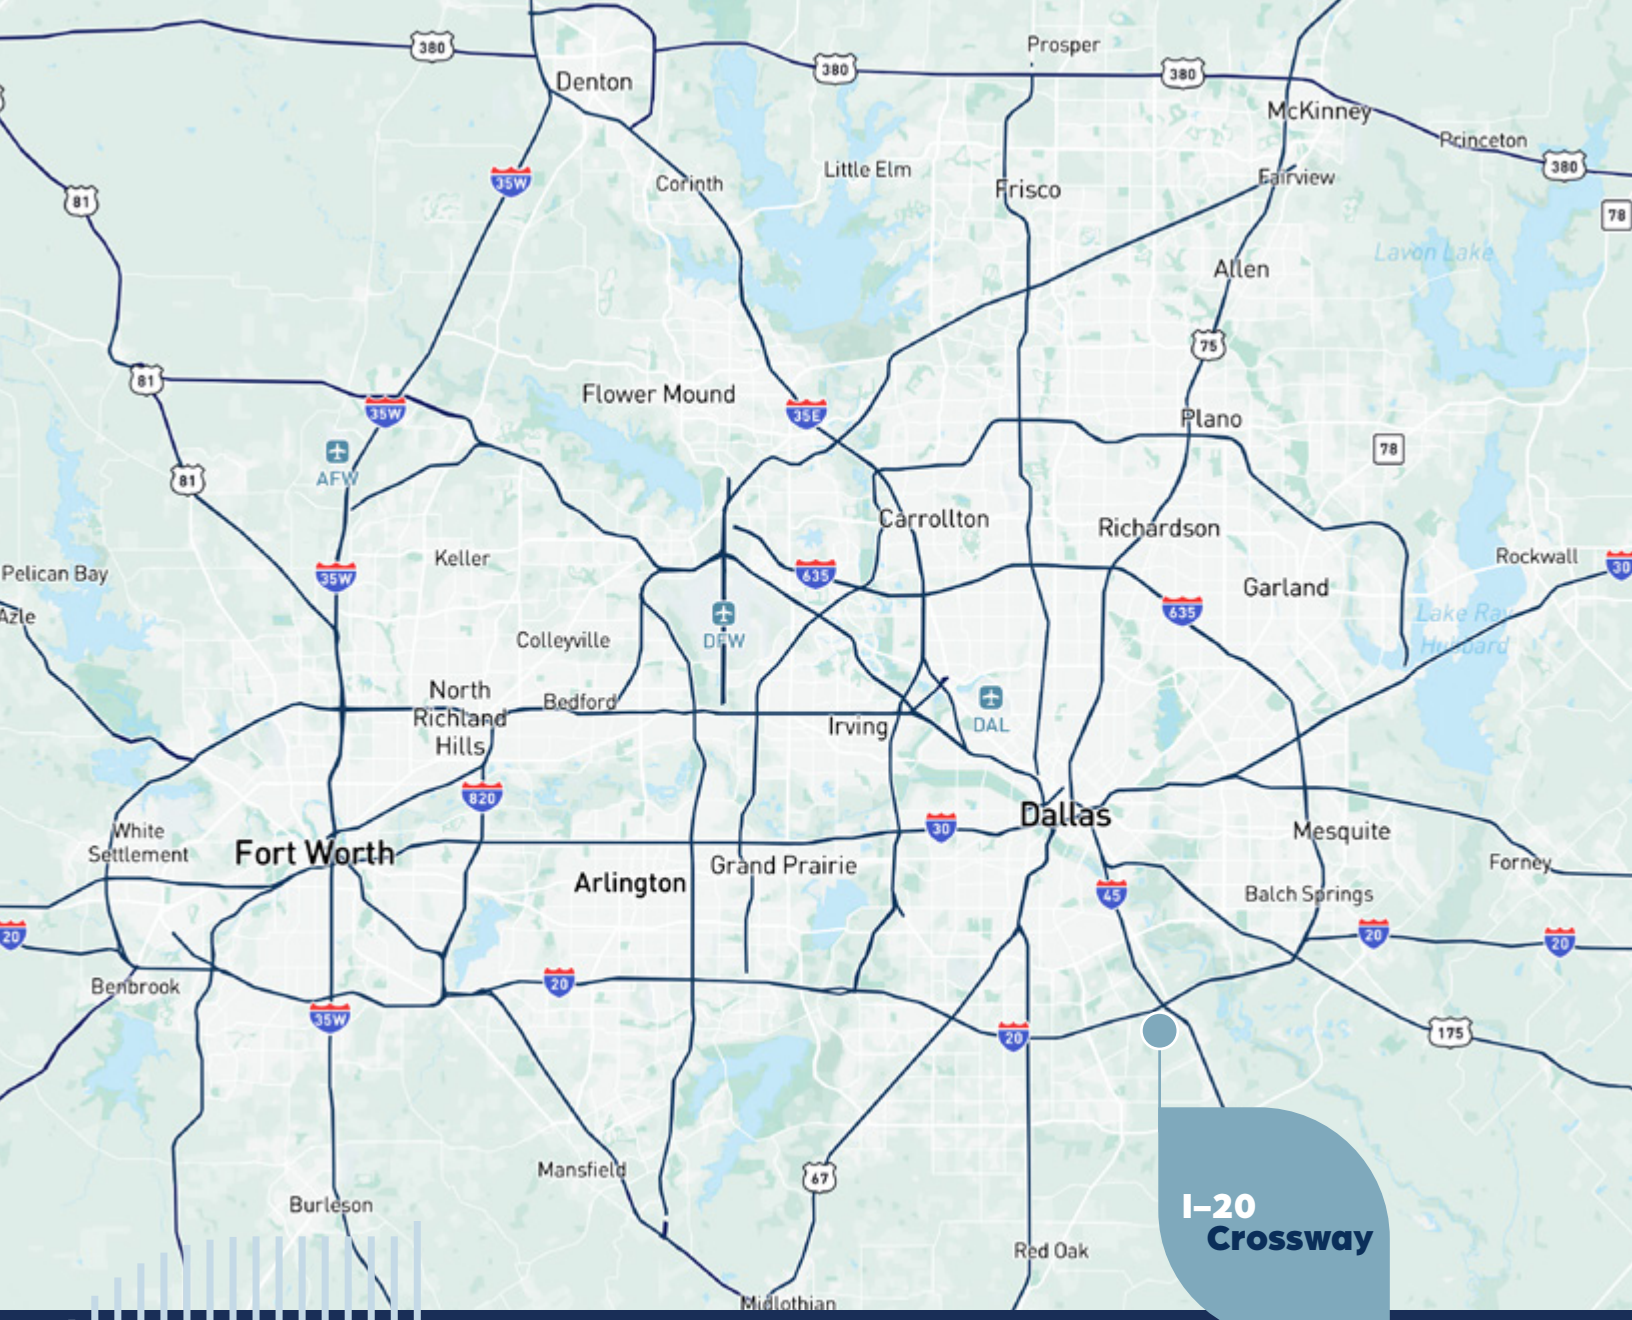 Prosper
380
380
380
Denton
McKinney
Princeton
380
Little Elm
Fairview
35W
Corinth
Frisco
81
78
Lavon Lake
Allen
75
81
Flower Mound
35W
35E
Plano
78
AFW
81
Carrollton
Richardson
Keller
Rockwall
30
Pelican Bay
35W
635
Garland
635
Azle
Lake Ray
Hubbard
Colleyville
DFW
North
Richland
Hills
Bedford
Irving
DAL
820
Dallas
30
White
Settlement
Fort Worth
Mesquite
Grand Prairie
Arlington
Forney
45
Balch Springs
20
20
20
Benbrook
20
35W
20
175
Mansfield
67
Burleson
I-20
Crossway
Red Oak
Midlothian